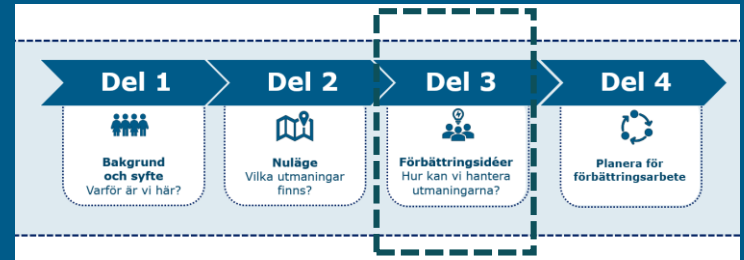 Del 1
Del 2
Del 3
Del 4
Bakgrund
och syfte
Varför är vi här?
Nuläge
Vilka utmaningar
finns?
Förbättringsidéer
Hur kan vi hantera
utmaningarna?
Planera för
förbättringsarbete